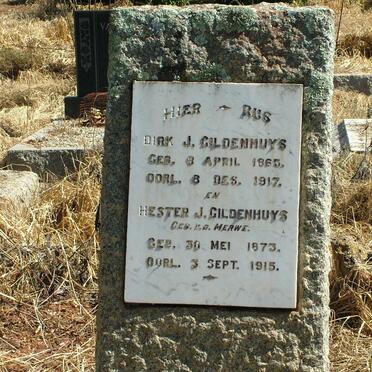 HIER RUS
DIRK J. GILDENHUYS
GEB. 8 APRIL 1860.
OORL. 8 DES. 1917.
EN
HESTER J. GILDENHUYS
GEB. V.D. MERWE.
GEB. 30 MEI 1873.
OORL. 3 SEPT. 1915.